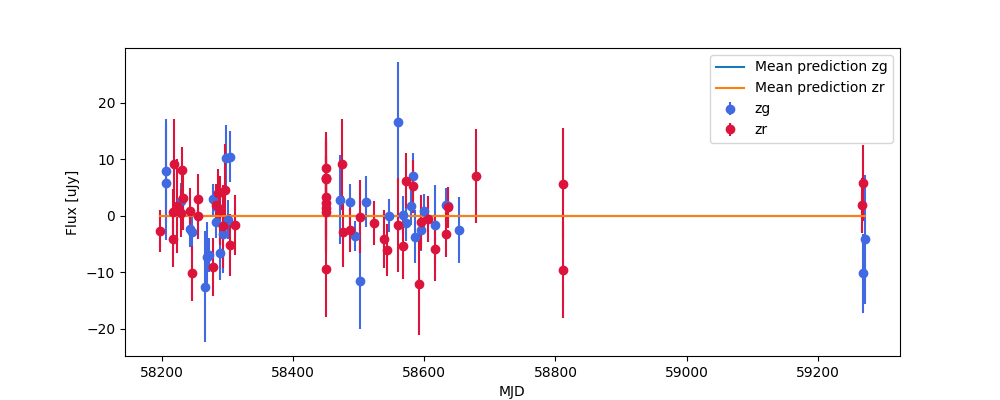 Mean prediction zg
Mean prediction zr
zg
zr
Flux [uJy]
20
10
0
−10
−20
58200
58400
58600
58800
59000
59200
MJD